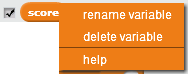 score
rename variable
delete variable
help